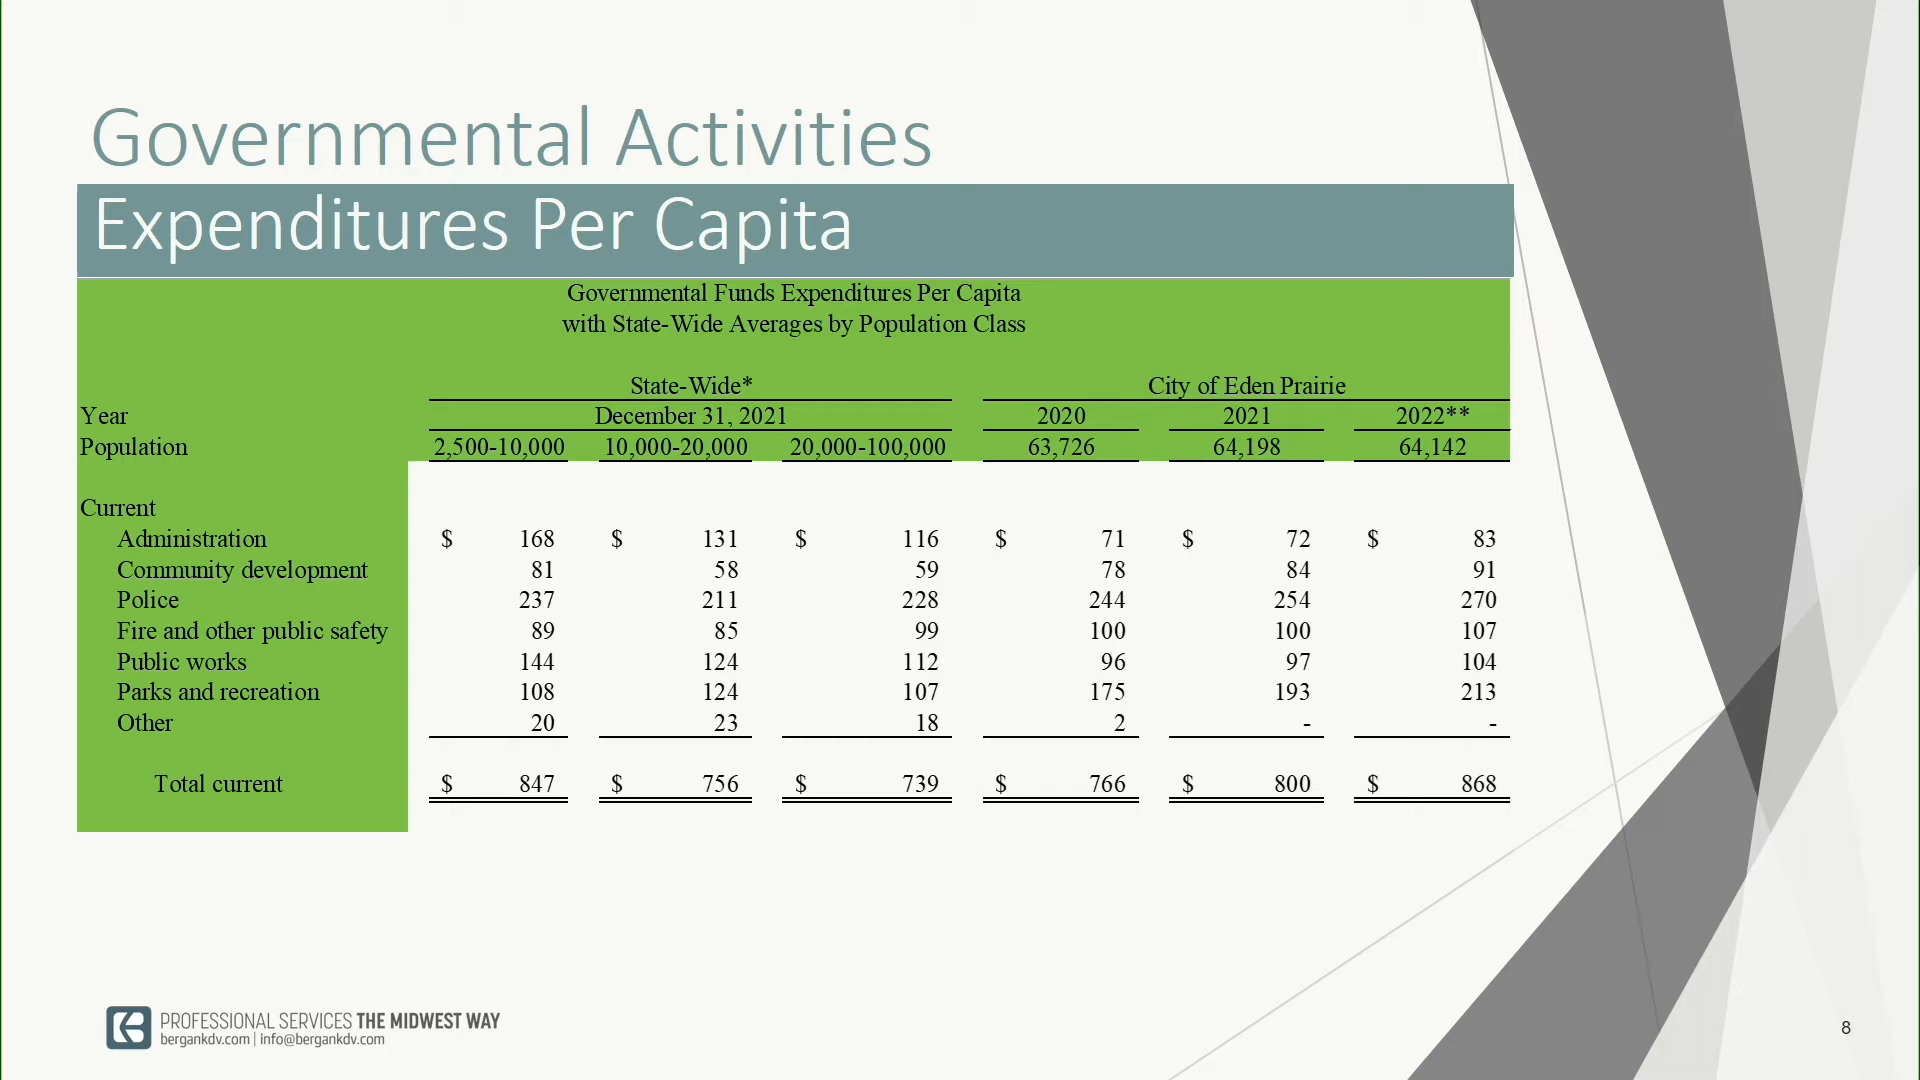 Governmental Activities
Expenditures Per Capita
Governmental Funds Expenditures Per Capita
with State-Wide Averages by Population Class
State-Wide* City of Eden Prairie
Year December 31, 2021 2020 2021 2022**
Population 2,500-10,000 10,000-20,000 20,000-100,000 63,726 64,198 64,142
Current
Administration $ 168 $ 131 $ 116 $ 71 $ 72 $ 83
Community development 81 58 59 78 84 91
Police 237 211 228 244 254 270
Fire and other public safety 89 85 99 100 100 107
Public works 144 124 112 96 97 104
Parks and recreation 108 124 107 175 193 213
Other 20 23 18 2 - -
Total current $ 847 $ 756 $ 739 $ 766 $ 800 $ 868
PROFESSIONAL SERVICES THE MIDWEST WAY
bergankdv.com | info@bergankdv.com
8